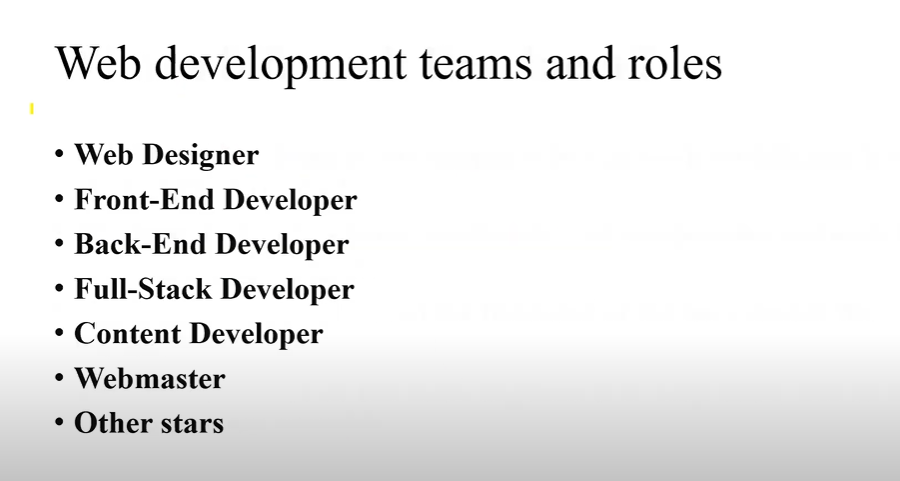 Web development teams and roles
• Web Designer
• Front-End Developer
• Back-End Developer
• Full-Stack Developer
• Content Developer
• Webmaster
• Other stars